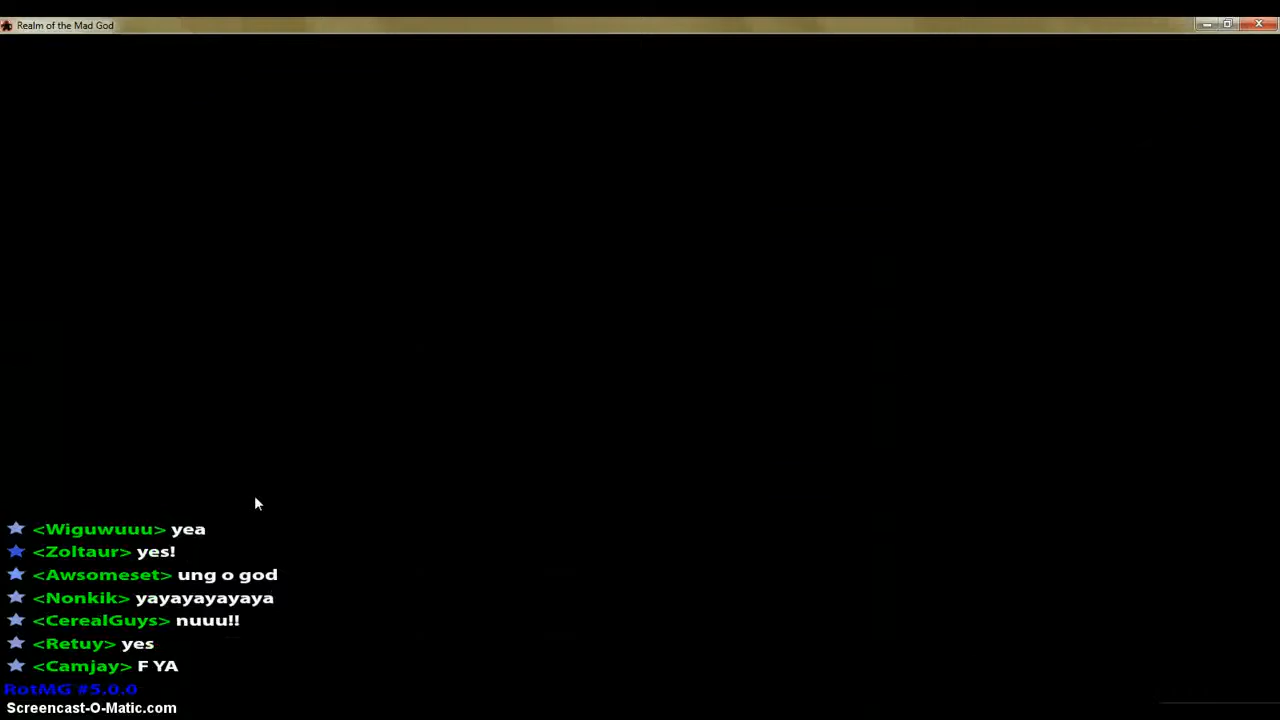 Realm of the Mad God
<Wiguwuuu> yea
<Zoltaur> yes!
<Awsomeset> ung o god
<Nonkik> yayayayayaya
<CerealGuys> nuuu!!
<Retuy> yes
<Camjay> F YA
RotMG #5.0.0
Screencast-O-Matic.com